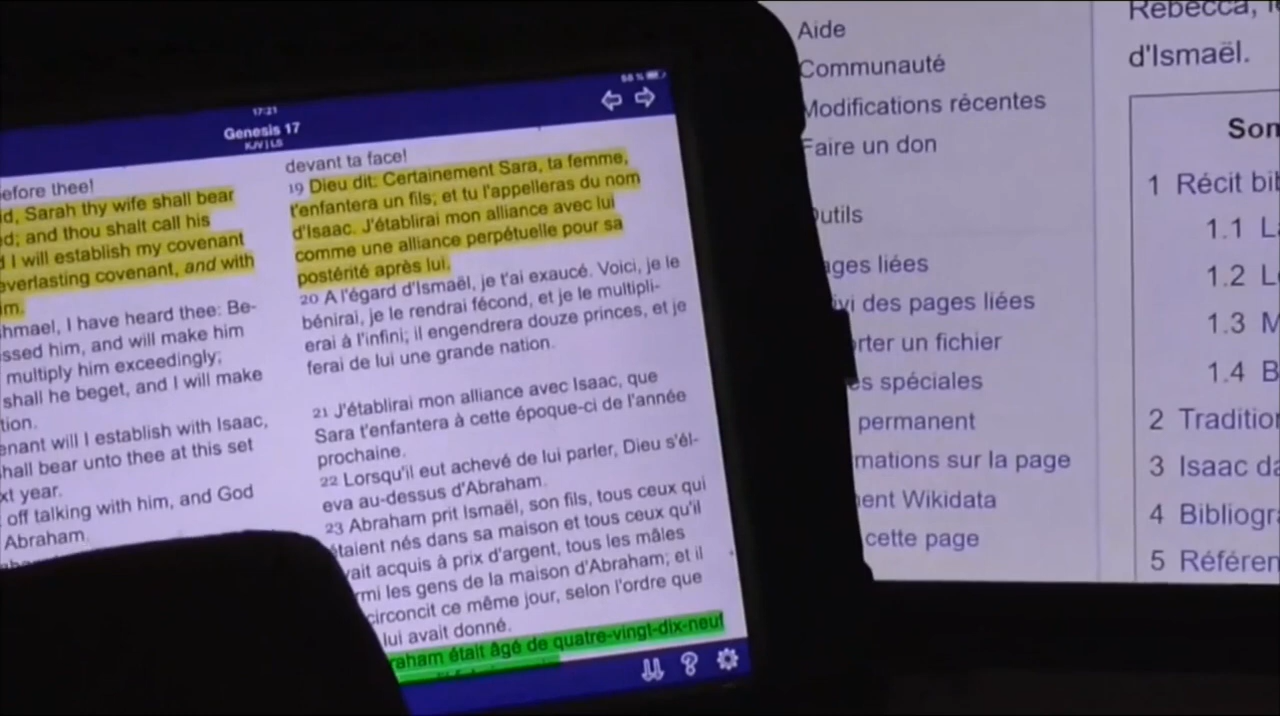 58 %
17:21
Genesis 17
KJV | LS
efore thee!
d, Sarah thy wife shall bear
d; and thou shalt call his
d I will establish my covenant
everlasting covenant, and with
im.
hmael, I have heard thee: Be-
ssed him, and will make him
multiply him exceedingly;
shall he beget, and I will make
tion.
enant will I establish with Isaac,
hall bear unto thee at this set
xt year.
off talking with him, and God
Abraham.
devant ta face!
19 Dieu dit: Certainement Sara, ta femme,
t'enfantera un fils; et tu l'appelleras du nom
d'Isaac. J'établirai mon alliance avec lui
comme une alliance perpétuelle pour sa
postérité après lui.
20 A l'égard d'Ismaël, je t'ai exaucé. Voici, je le
bénirai, je le rendrai fécond, et je le multipli-
erai à l'infini; il engendrera douze princes, et je
ferai de lui une grande nation.
21 J'établirai mon alliance avec Isaac, que
Sara t'enfantera à cette époque-ci de l'année
prochaine.
22 Lorsqu'il eut achevé de lui parler, Dieu s'él-
eva au-dessus d'Abraham.
23 Abraham prit Ismaël, son fils, tous ceux qui
étaient nés dans sa maison et tous ceux qu'il
vait acquis à prix d'argent, tous les mâles
rmi les gens de la maison d'Abraham; et il
circoncit ce même jour, selon l'ordre que
lui avait donné.
raham était âgé de quatre-vingt-dix-neuf
Aide
Communauté
Modifications récentes
Faire un don
Outils
ages liées
vi des pages liées
orter un fichier
es spéciales
permanent
mations sur la page
ent Wikidata
cette page
Rebecca,
d'Ismaël.
Som
1 Récit bib
1.1 L
1.2 L
1.3 M
1.4 B
2 Tradition
3 Isaac da
4 Bibliogra
5 Référen